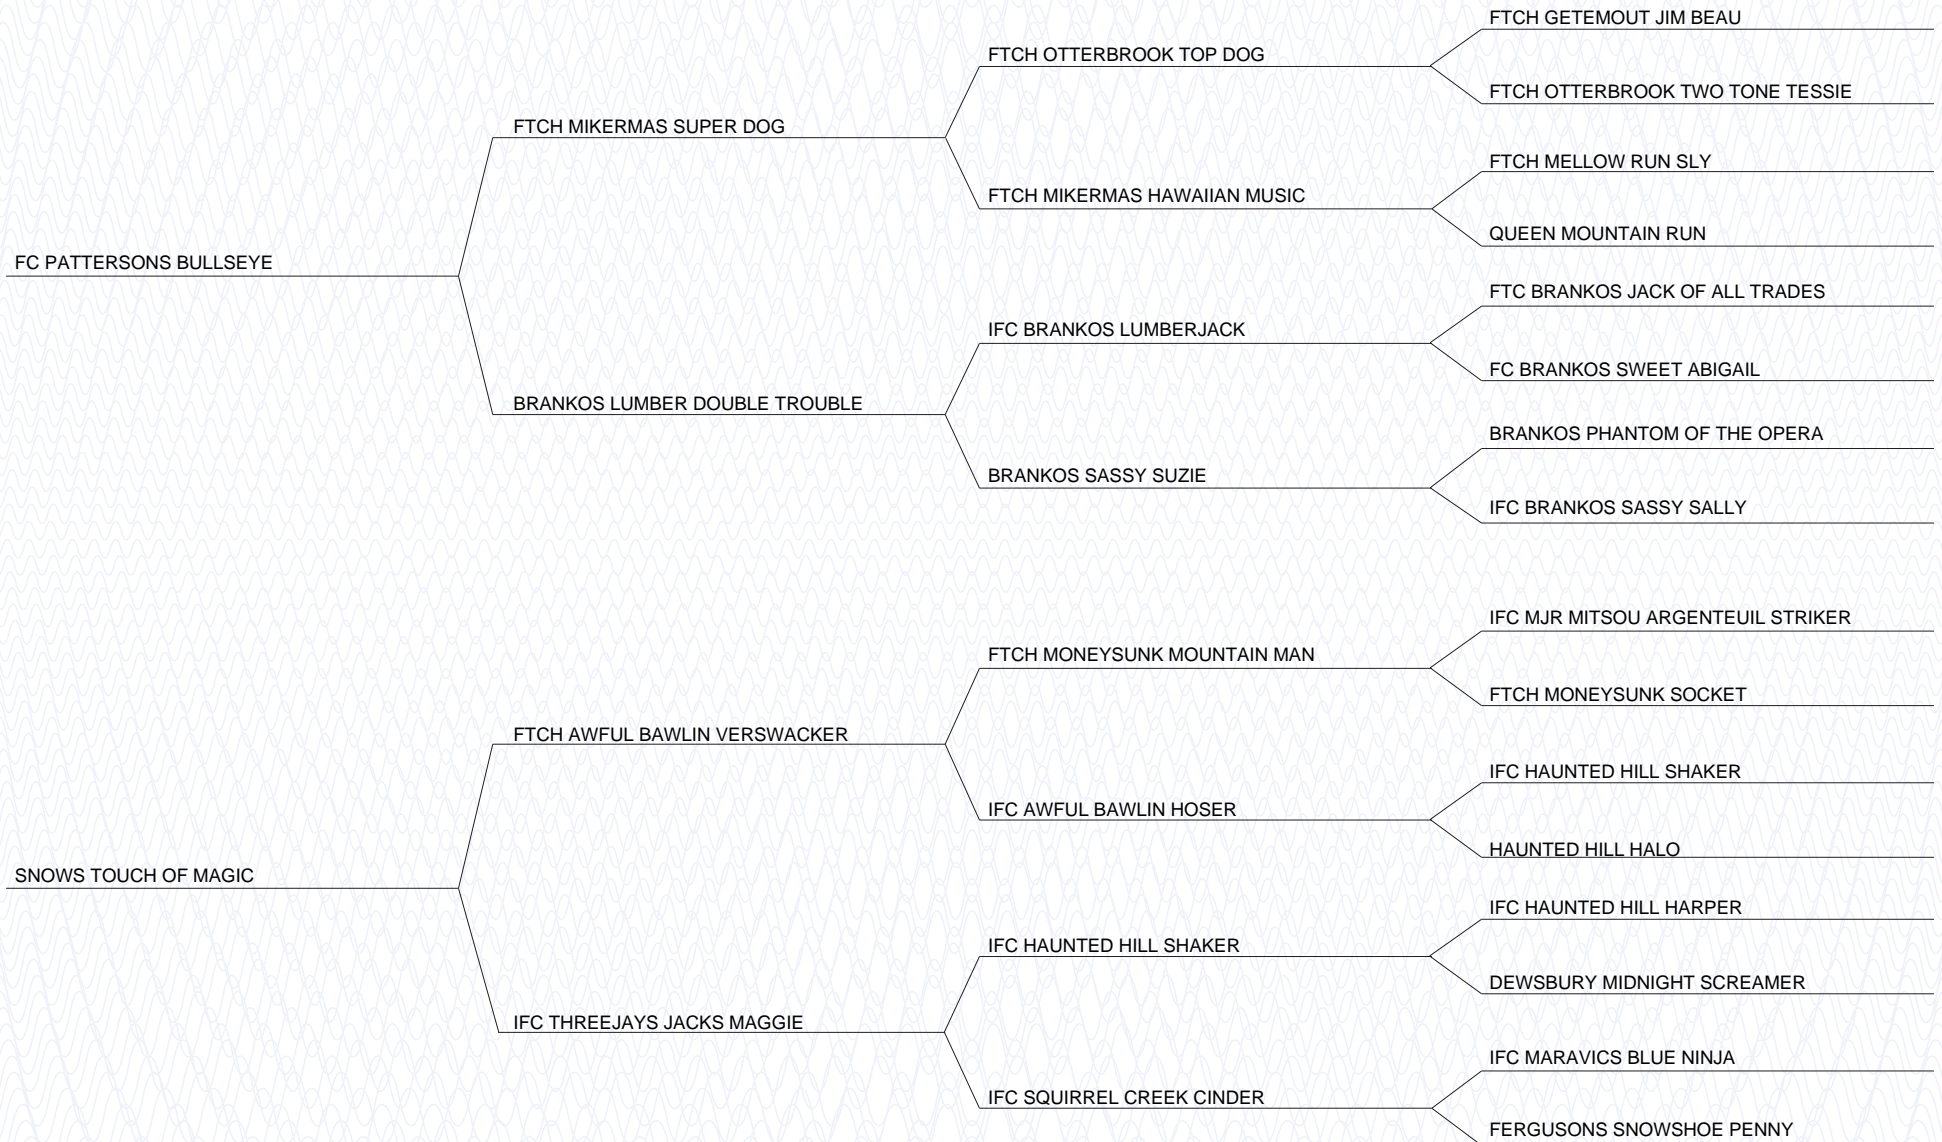 FTCH GETEMOUT JIM BEAU
FTCH OTTERBROOK TOP DOG
FTCH OTTERBROOK TWO TONE TESSIE
FTCH MIKERMAS SUPER DOG
FTCH MELLOW RUN SLY
FTCH MIKERMAS HAWAIIAN MUSIC
QUEEN MOUNTAIN RUN
FC PATTERSONS BULLSEYE
FTC BRANKOS JACK OF ALL TRADES
IFC BRANKOS LUMBERJACK
FC BRANKOS SWEET ABIGAIL
BRANKOS LUMBER DOUBLE TROUBLE
BRANKOS PHANTOM OF THE OPERA
BRANKOS SASSY SUZIE
IFC BRANKOS SASSY SALLY
IFC MJR MITSOU ARGENTEUIL STRIKER
FTCH MONEYSUNK MOUNTAIN MAN
FTCH MONEYSUNK SOCKET
FTCH AWFUL BAWLIN VERSWACKER
IFC HAUNTED HILL SHAKER
IFC AWFUL BAWLIN HOSER
HAUNTED HILL HALO
SNOWS TOUCH OF MAGIC
IFC HAUNTED HILL HARPER
IFC HAUNTED HILL SHAKER
DEWSBURY MIDNIGHT SCREAMER
IFC THREEJAYS JACKS MAGGIE
IFC MARAVICS BLUE NINJA
IFC SQUIRREL CREEK CINDER
FERGUSONS SNOWSHOE PENNY